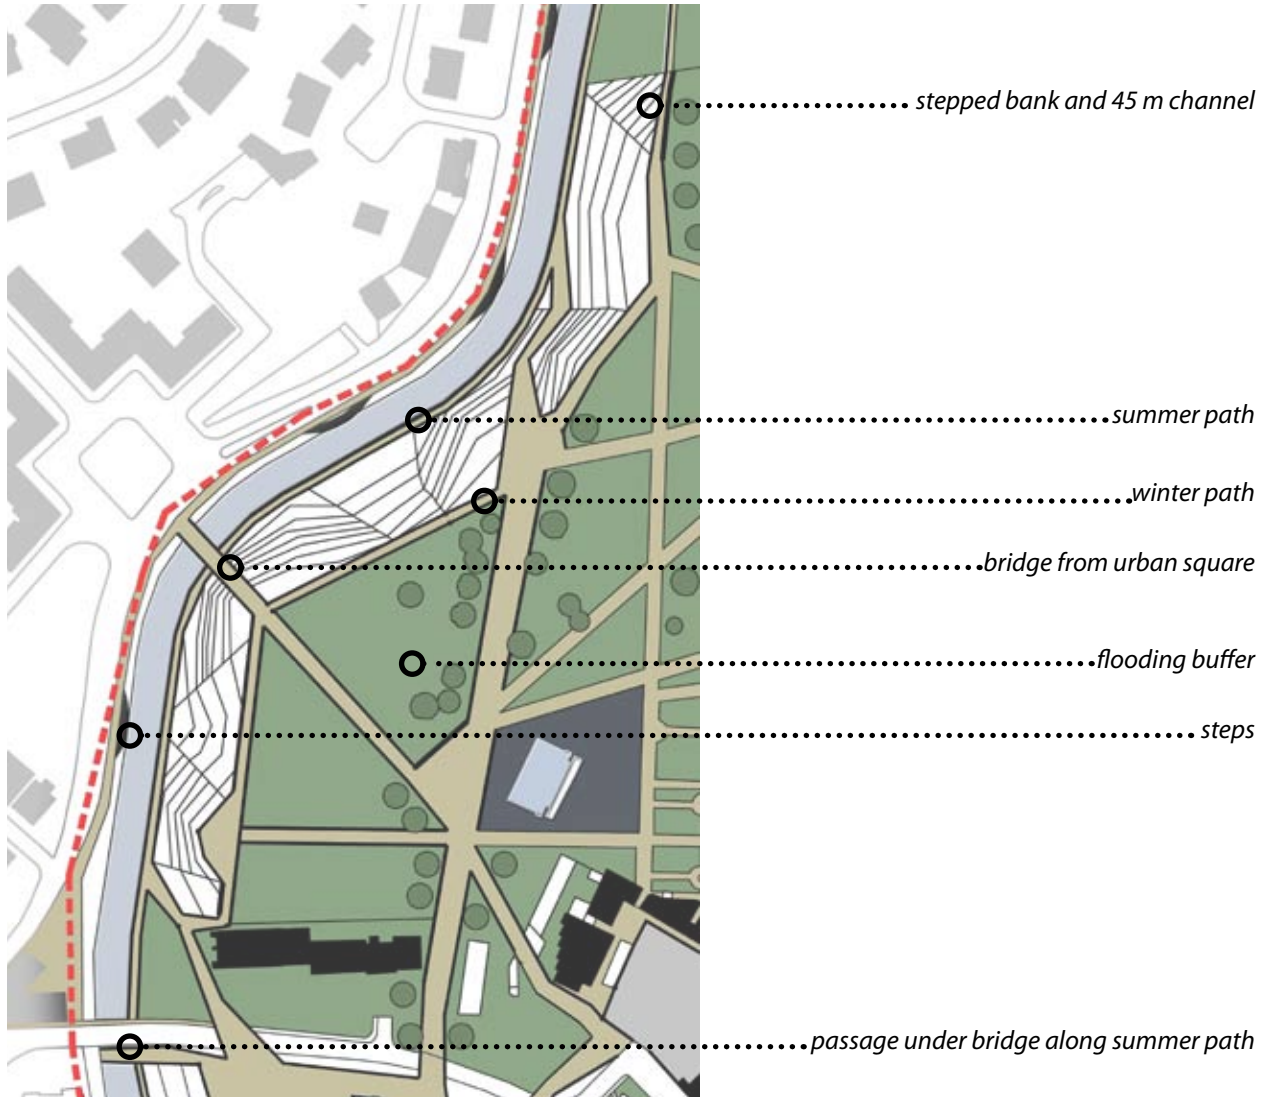 stepped bank and 45 m channel
summer path
winter path
bridge from urban square
flooding buffer
steps
passage under bridge along summer path